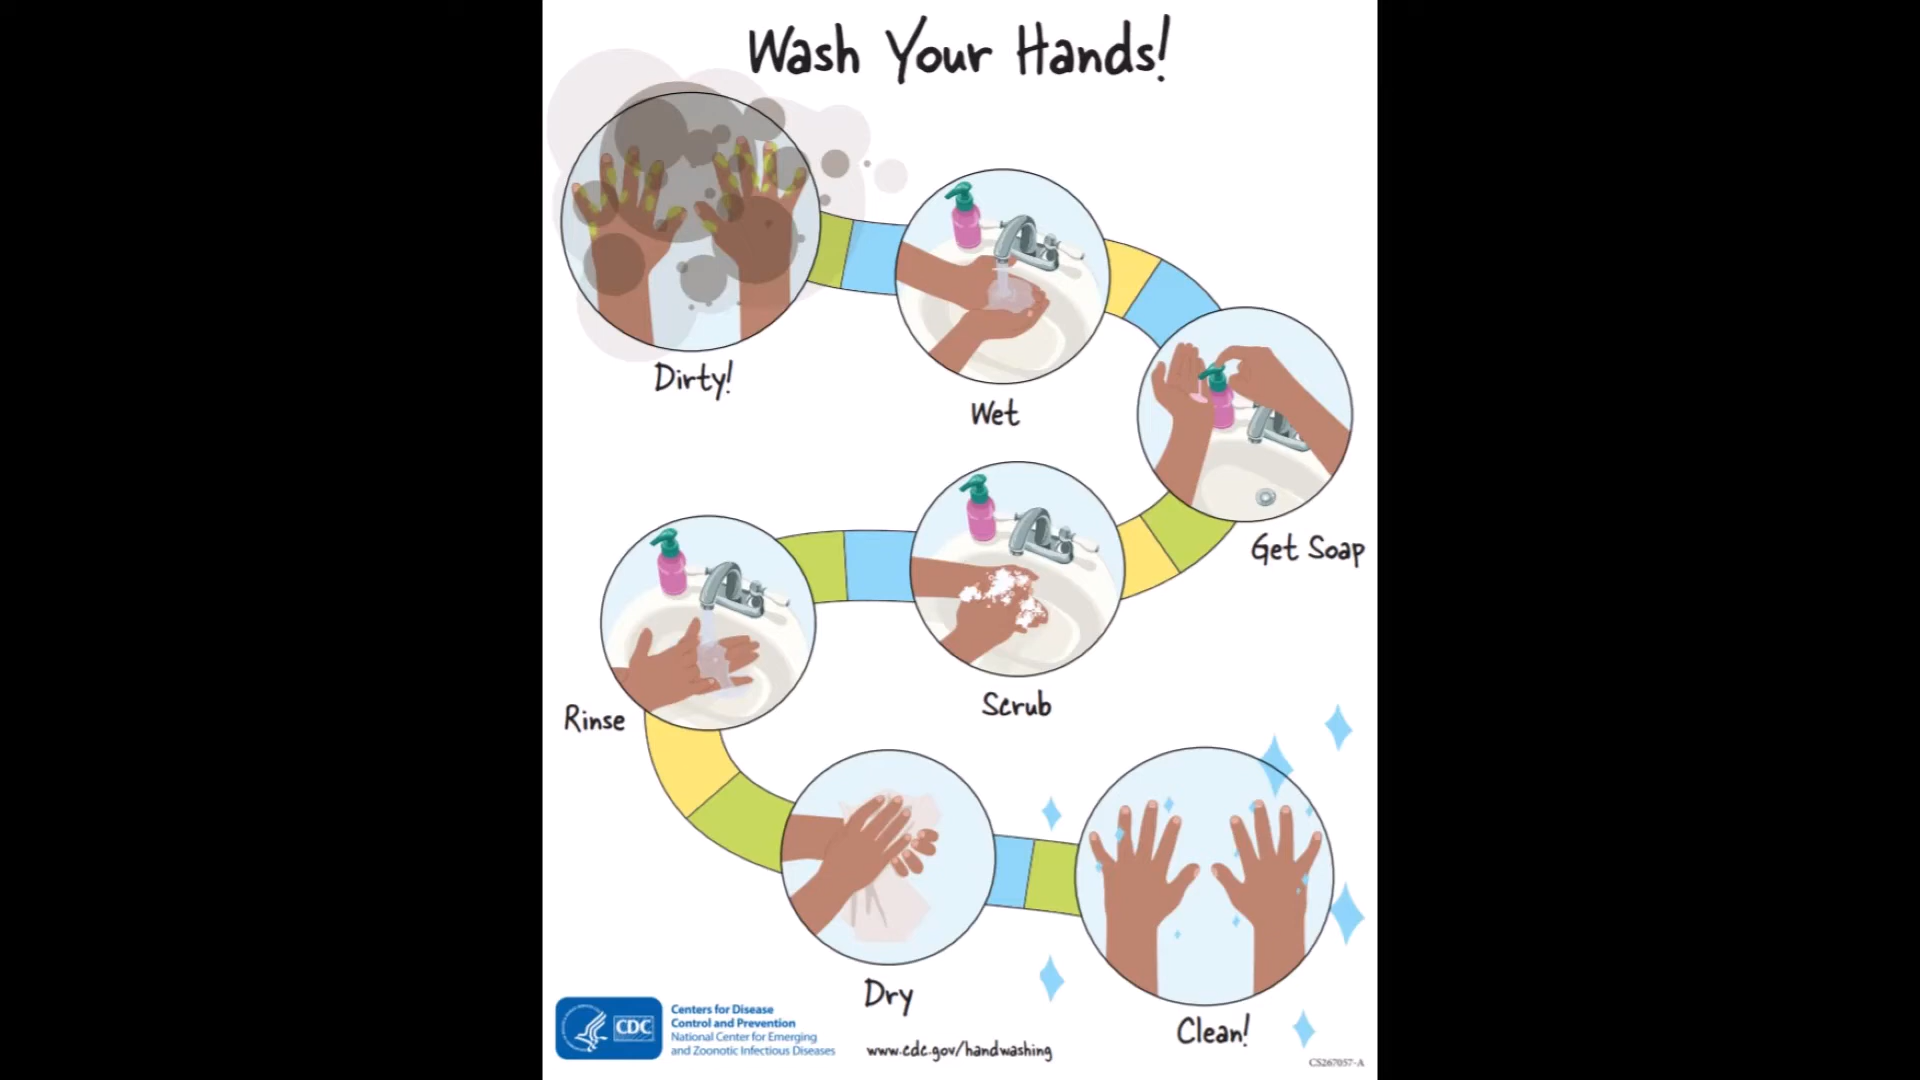 Wash Your Hands!
Dirty!
Wet
Get Soap
Scrub
Rinse
Dry
Clean!
CDC
Centers for Disease
Control and Prevention
National Center for Emerging
and Zoonotic Infectious Diseases
www.cdc.gov/handwashing
CS267057-A